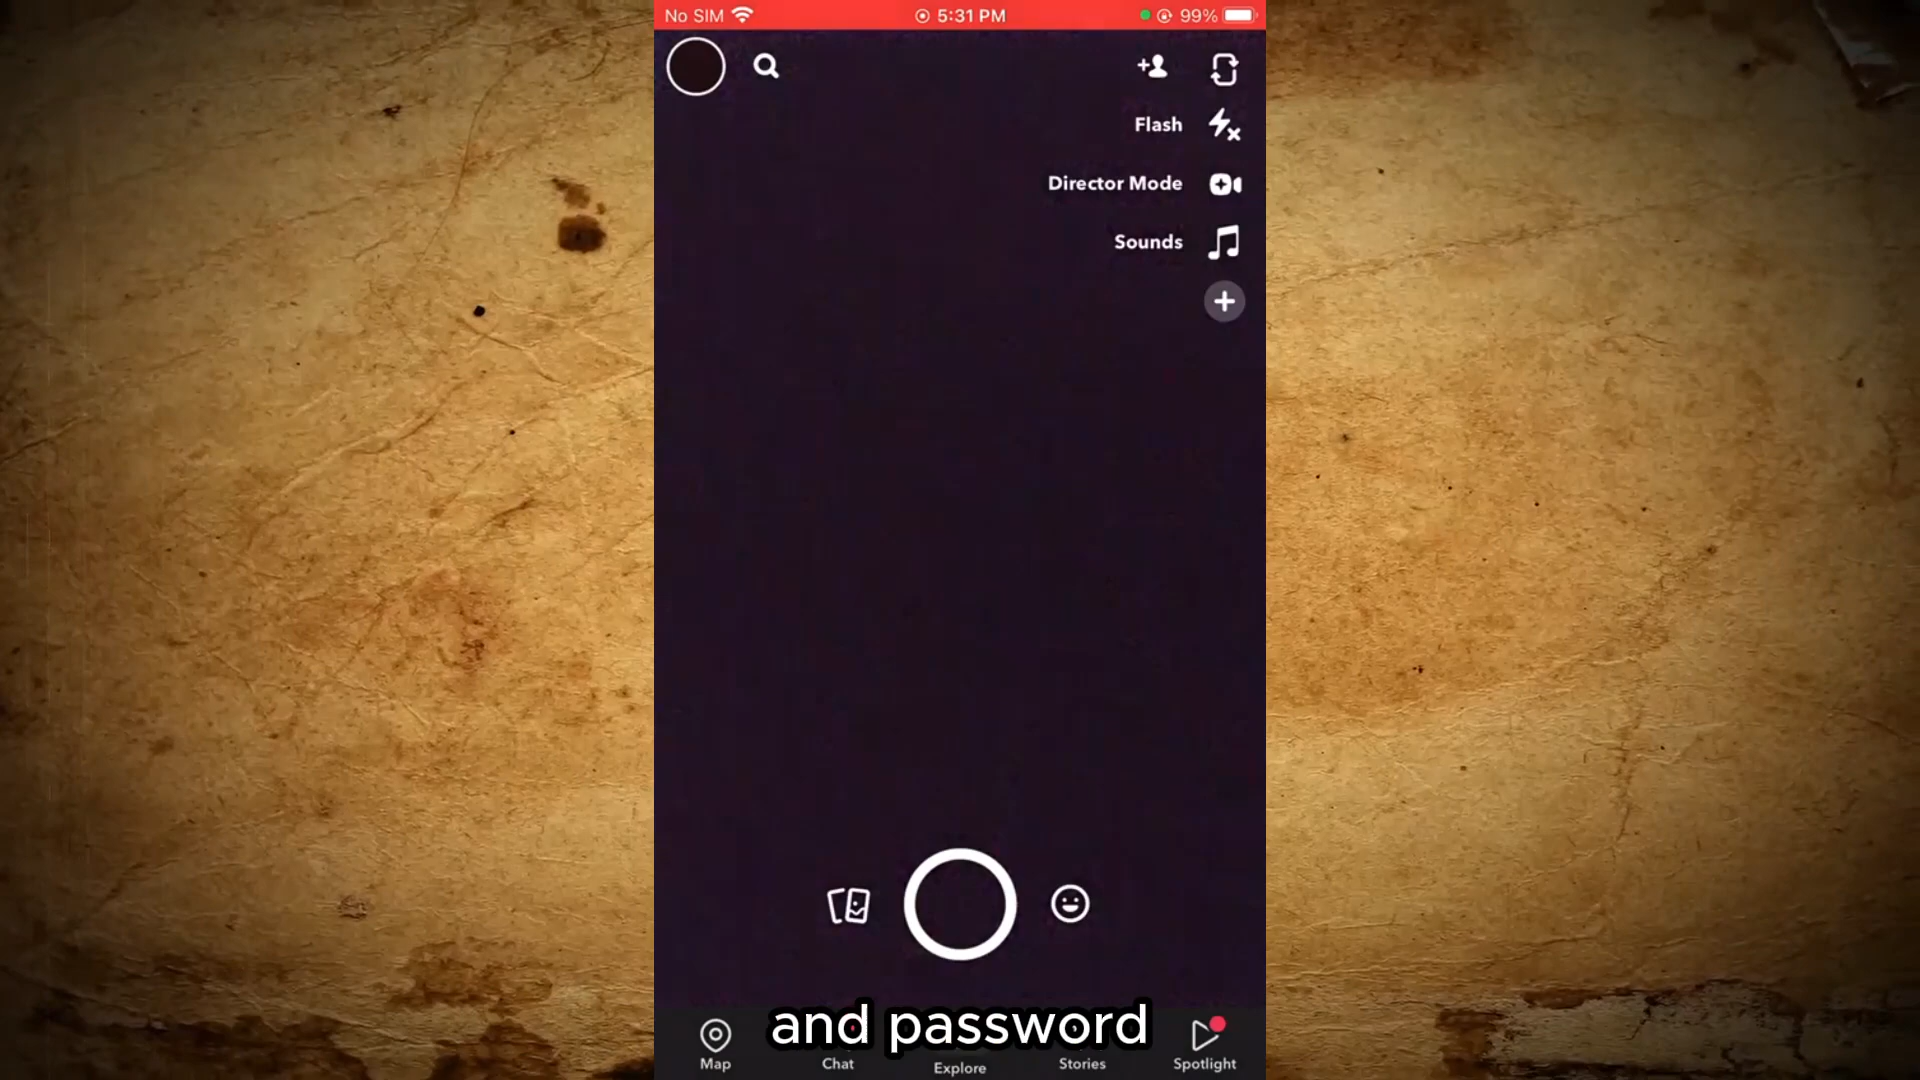 No SIM 5:31 PM 99%
Flash
Director Mode
Sounds
and password
Map Chat Explore Stories Spotlight